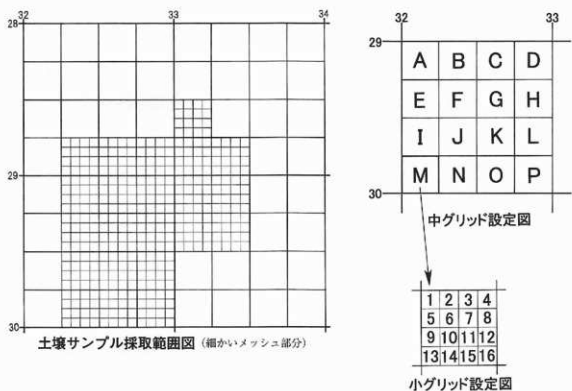 32 33 34
28
29
30
土壌サンプル採取範囲図 (細かいメッシュ部分)
32 33
29
A B C D
E F G H
I J K L
M N O P
30
中グリッド設定図
1 2 3 4
5 6 7 8
9 10 11 12
13 14 15 16
小グリッド設定図